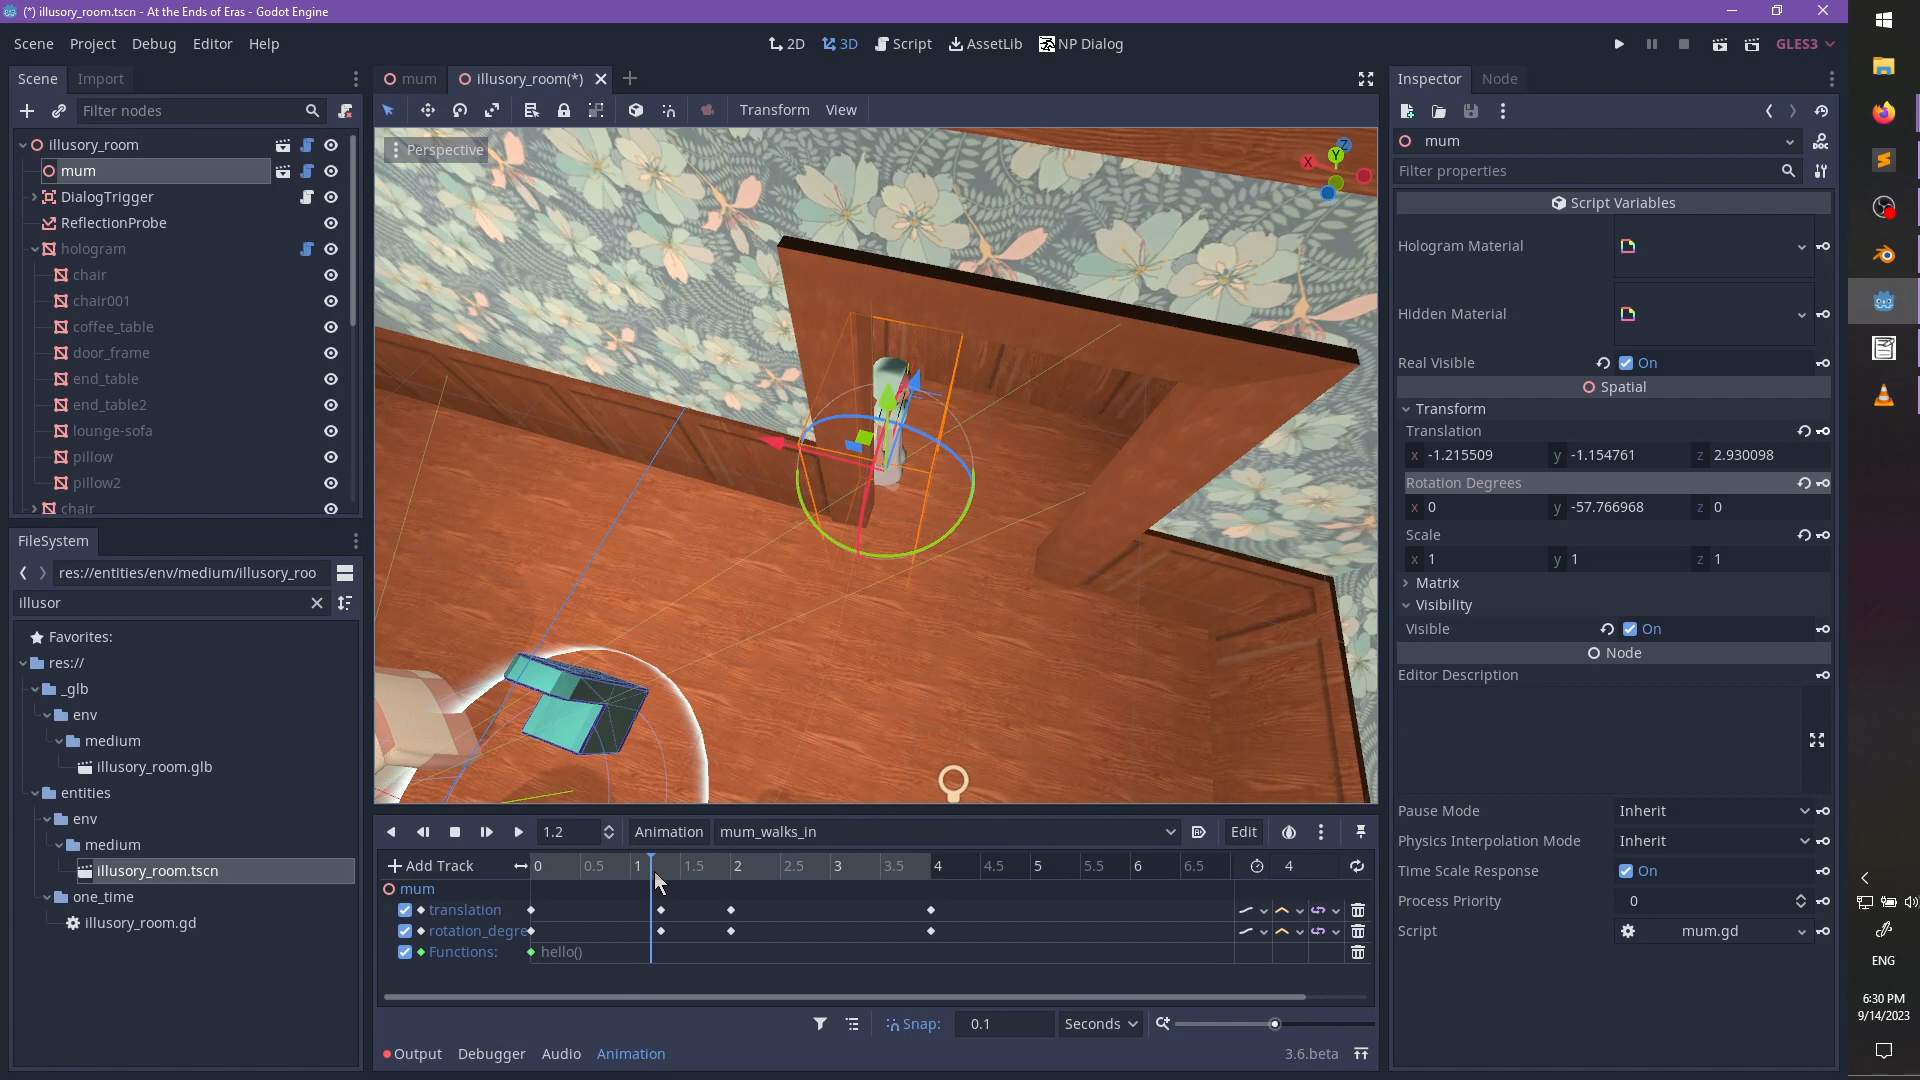 (*) illusory_room.tscn - At the Ends of Eras - Godot Engine
Scene Project Debug Editor Help
2D 3D Script AssetLib NP Dialog
GLES3
Scene Import
Filter nodes
illusory_room
mum
DialogTrigger
ReflectionProbe
hologram
chair
chair001
coffee_table
door_frame
end_table
end_table2
lounge-sofa
pillow
pillow2
chair
FileSystem
res://entities/env/medium/illusory_roo
illusor
Favorites:
res://
_glb
env
medium
illusory_room.glb
entities
env
medium
illusory_room.tscn
one_time
illusory_room.gd
mum illusory_room(*)
Transform View
Perspective
X Y Z
1.2 Animation mum_walks_in Edit
Add Track 0 0.5 1 1.5 2 2.5 3 3.5 4 4.5 5 5.5 6 6.5 4
mum
translation
rotation_degre
Functions: hello()
Snap: 0.1 Seconds
Output Debugger Audio Animation 3.6.beta
Inspector Node
mum
Filter properties
Script Variables
Hologram Material
Hidden Material
Real Visible On
Spatial
Transform
Translation
x -1.215509 y -1.154761 z 2.930098
Rotation Degrees
x 0 y -57.766968 z 0
Scale
x 1 y 1 z 1
Matrix
Visibility
Visible On
Node
Editor Description
Pause Mode Inherit
Physics Interpolation Mode Inherit
Time Scale Response On
Process Priority 0
Script mum.gd
ENG
6:30 PM
9/14/2023